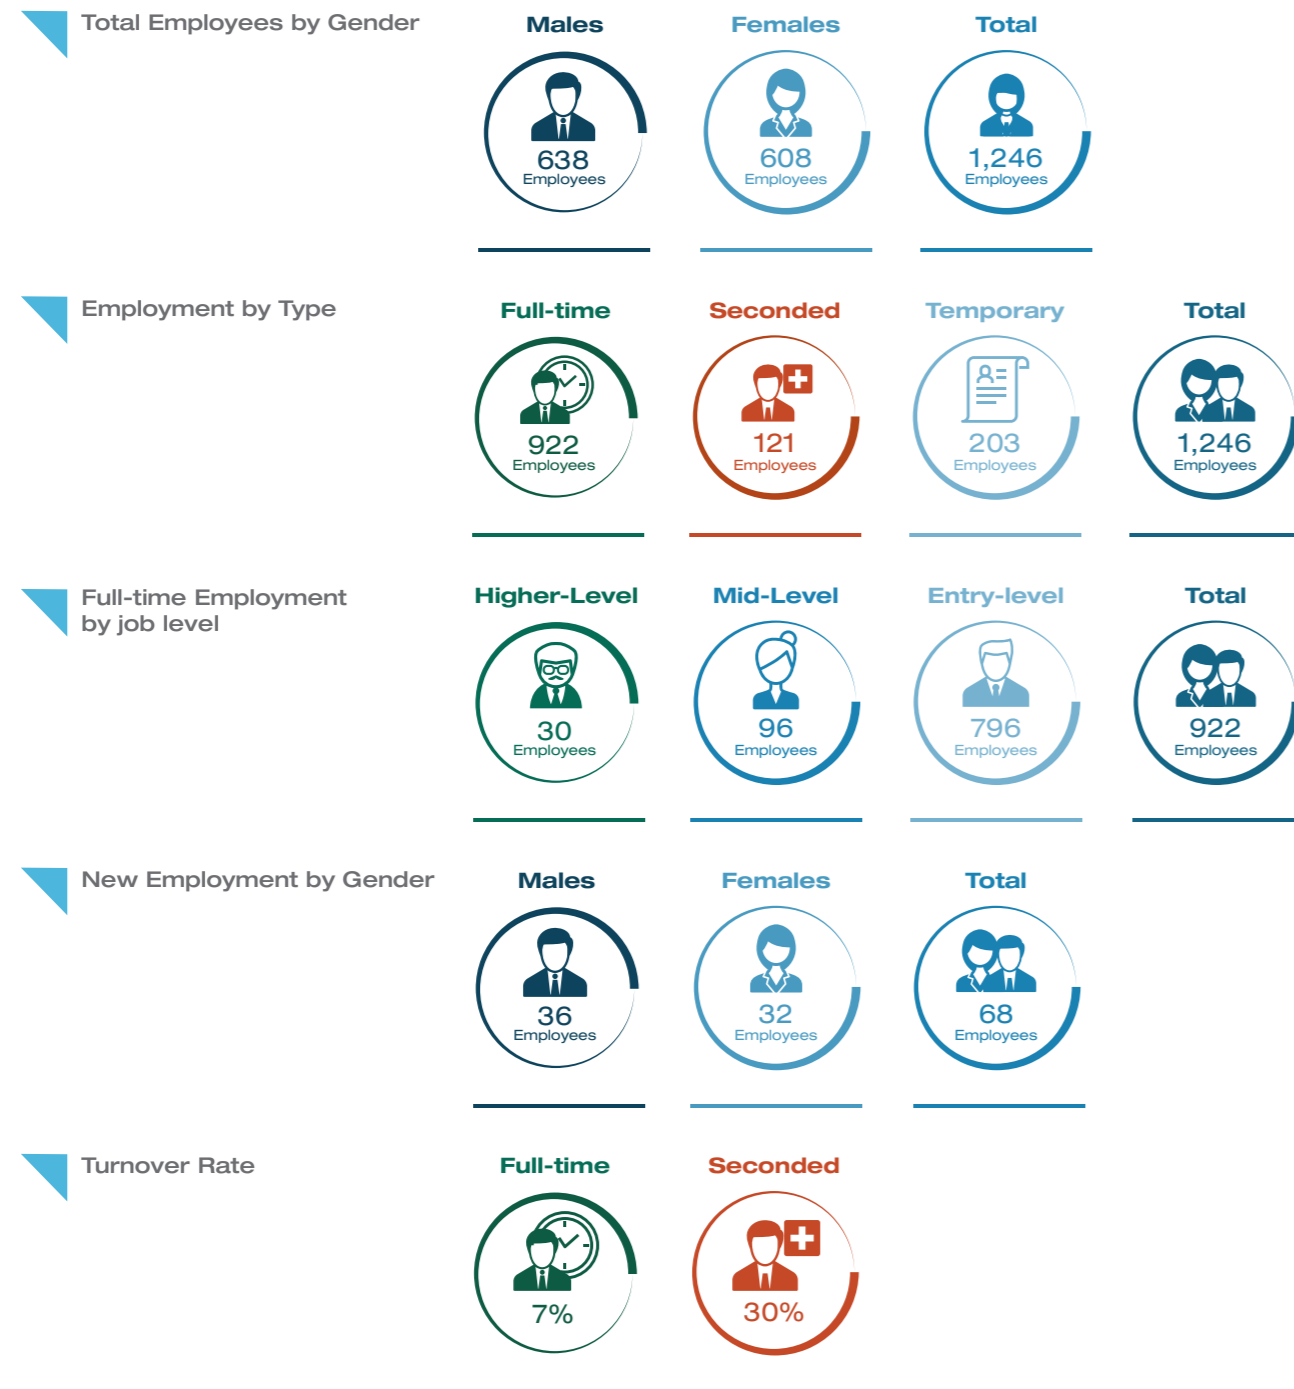 Total Employees by Gender
Males
Females
Total
638
Employees
608
Employees
1,246
Employees
Employment by Type
Full-time
Seconded
Temporary
Total
922
Employees
121
Employees
203
Employees
1,246
Employees
Full-time Employment
by job level
Higher-Level
Mid-Level
Entry-level
Total
30
Employees
96
Employees
796
Employees
922
Employees
New Employment by Gender
Males
Females
Total
36
Employees
32
Employees
68
Employees
Turnover Rate
Full-time
Seconded
7%
30%